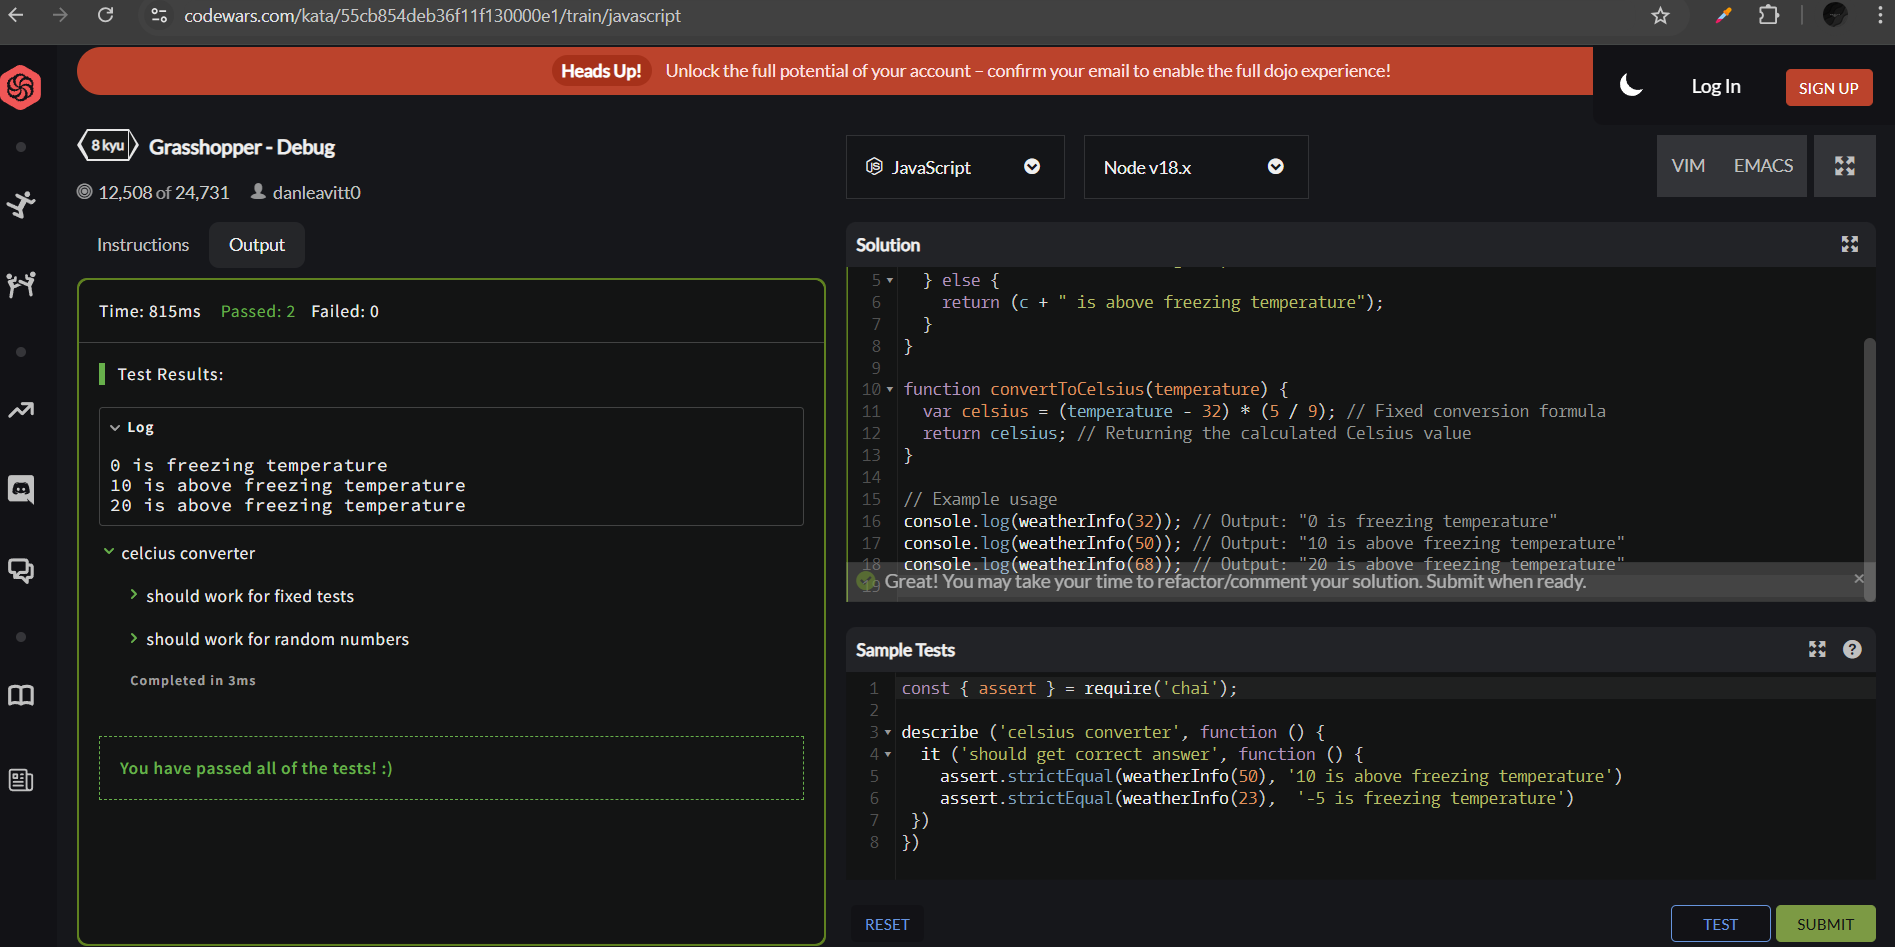 codewars.com/kata/55cb854deb36f11f130000e1/train/javascript
Heads Up! Unlock the full potential of your account – confirm your email to enable the full dojo experience!
Log In
SIGN UP
8 kyu
Grasshopper - Debug
12,508 of 24,731
danleavitt0
JavaScript
Node v18.x
VIM
EMACS
Instructions
Output
Time: 815ms Passed: 2 Failed: 0
Test Results:
Log
0 is freezing temperature
10 is above freezing temperature
20 is above freezing temperature
celcius converter
should work for fixed tests
should work for random numbers
Completed in 3ms
You have passed all of the tests! :)
Solution
5 } else {
6 return (c + " is above freezing temperature");
7 }
8 }
9
10 function convertToCelsius(temperature) {
11 var celsius = (temperature - 32) * (5 / 9); // Fixed conversion formula
12 return celsius; // Returning the calculated Celsius value
13 }
14
15 // Example usage
16 console.log(weatherInfo(32)); // Output: "0 is freezing temperature"
17 console.log(weatherInfo(50)); // Output: "10 is above freezing temperature"
18 console.log(weatherInfo(68)); // Output: "20 is above freezing temperature"
19
Great! You may take your time to refactor/comment your solution. Submit when ready.
Sample Tests
1 const { assert } = require('chai');
2
3 describe ('celsius converter', function () {
4 it ('should get correct answer', function () {
5 assert.strictEqual(weatherInfo(50), '10 is above freezing temperature')
6 assert.strictEqual(weatherInfo(23), '-5 is freezing temperature')
7 })
8 })
RESET
TEST
SUBMIT